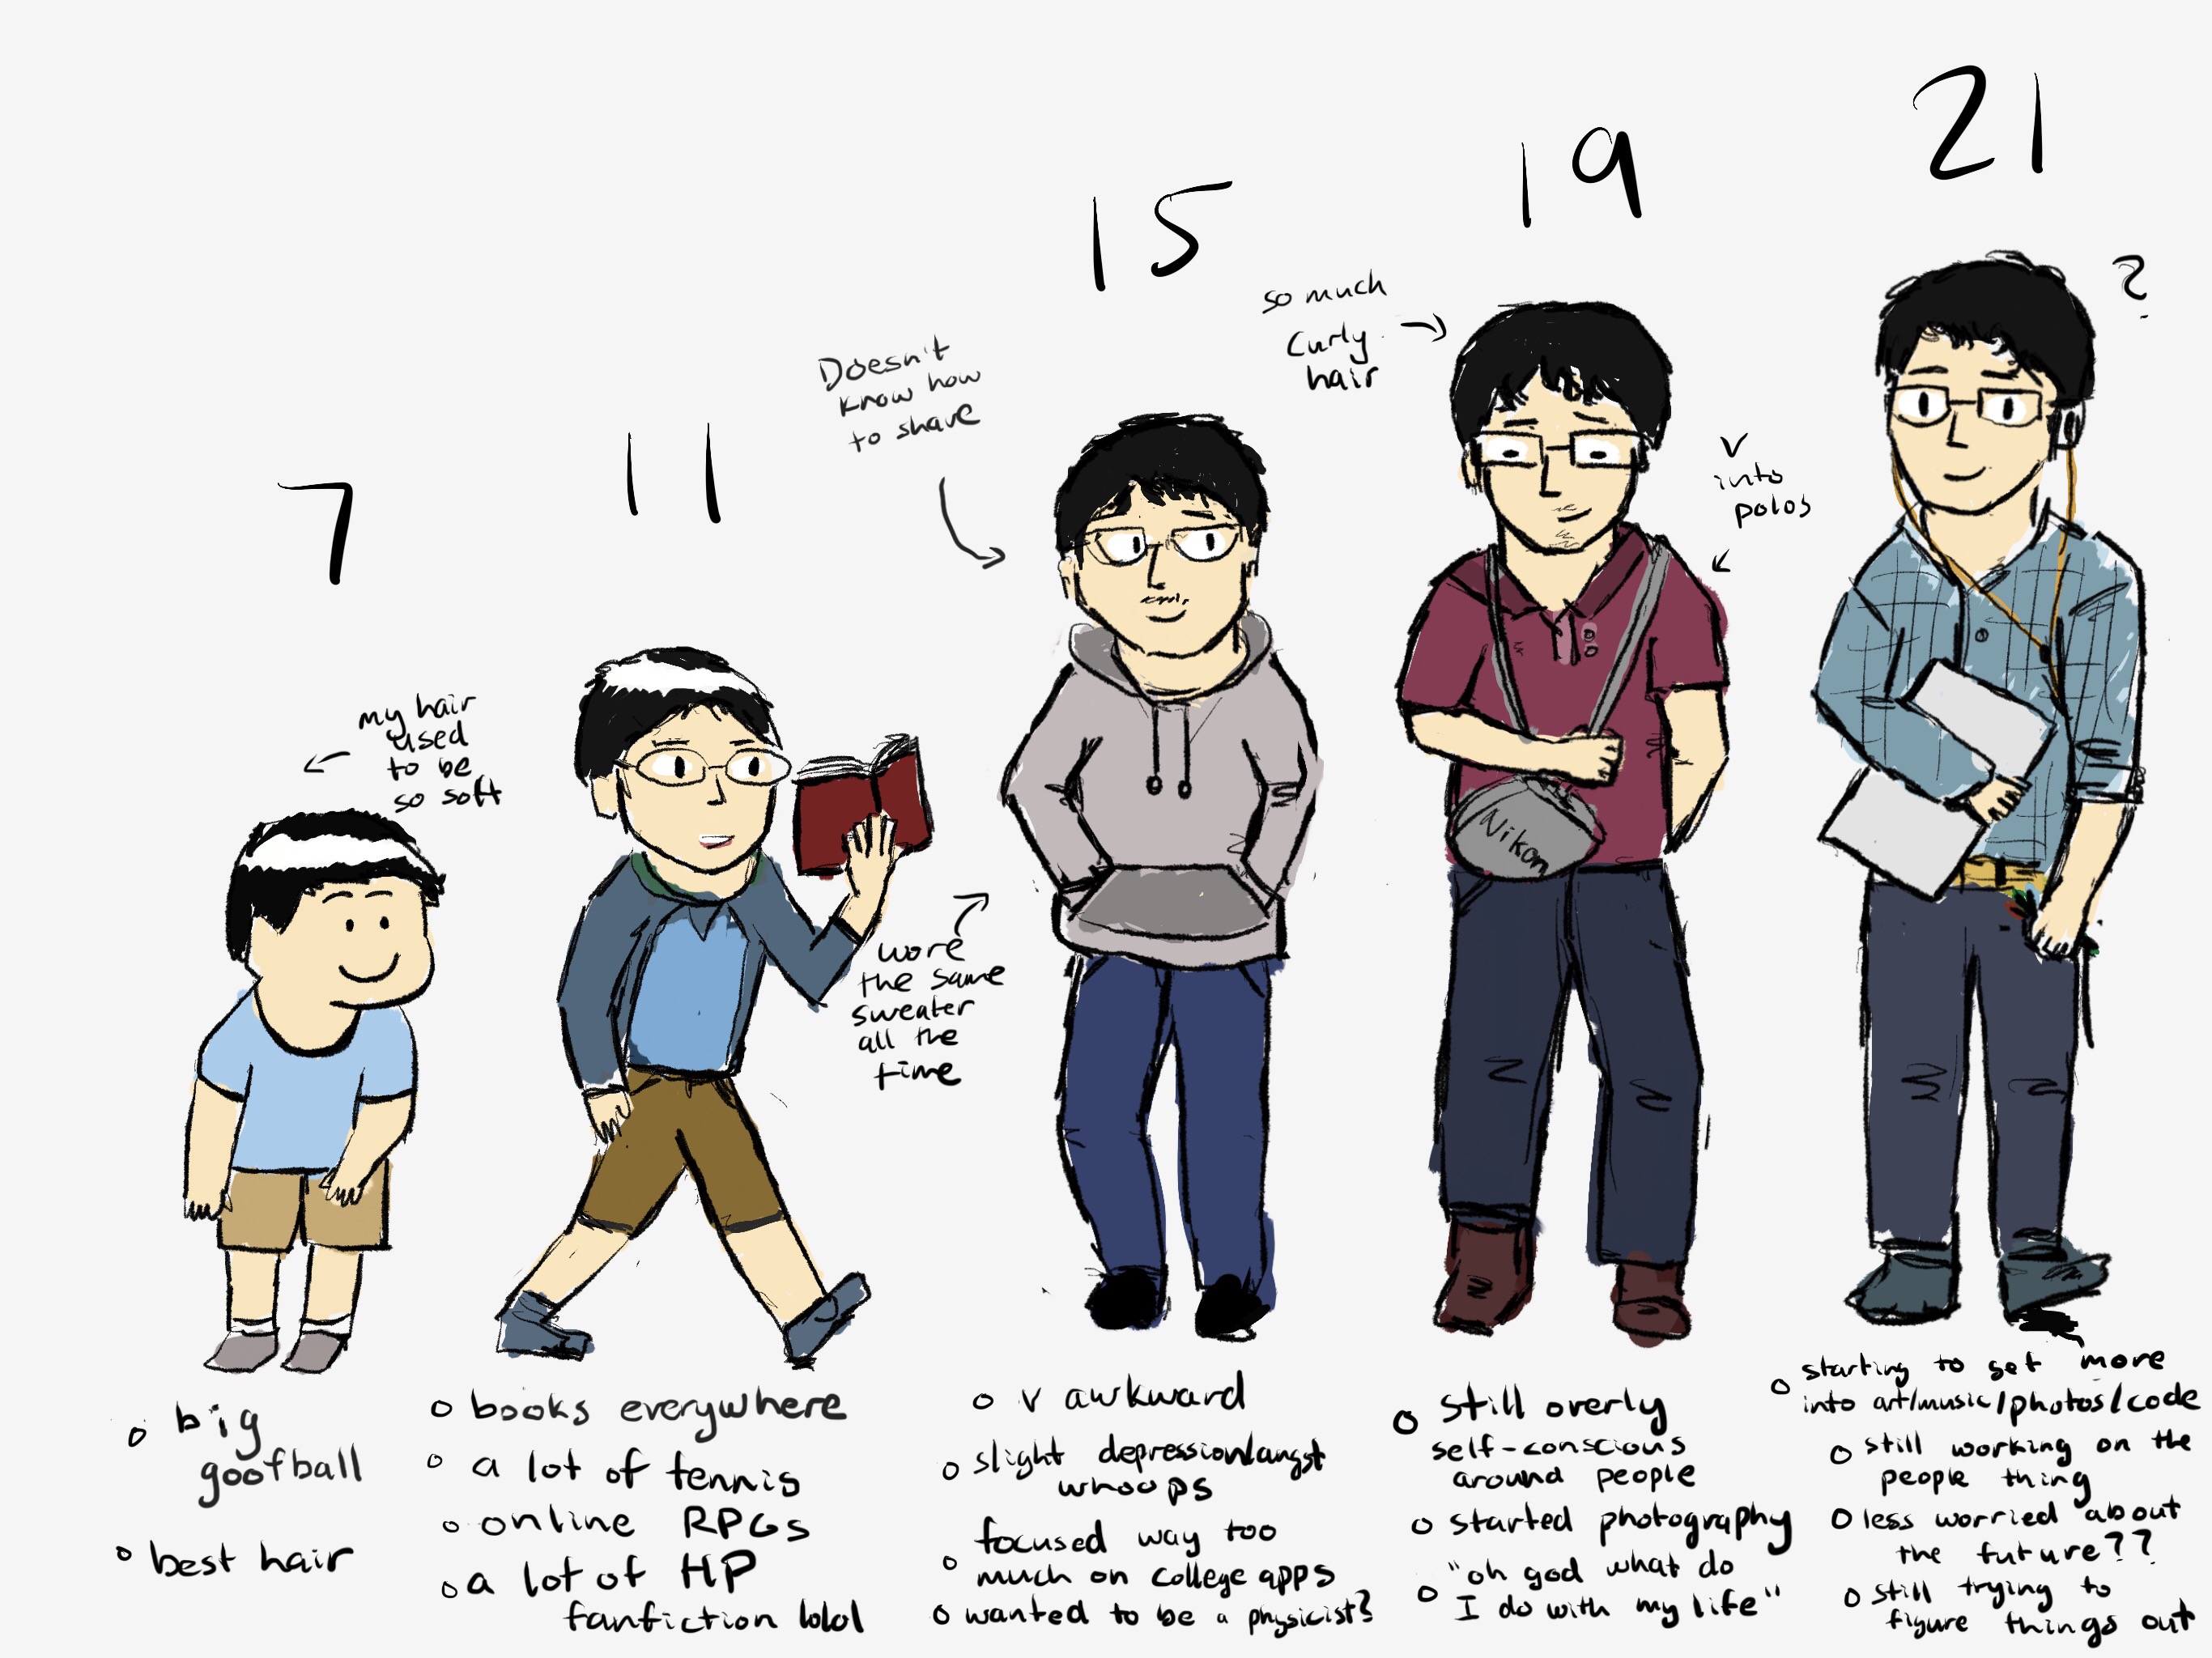 7
my hair
used
to be
so soft
o big
goofball
o best hair
11
o books everywhere
o a lot of tennis
o online RPGs
o a lot of HP
fanfiction lolol
15
Doesn't
know how
to shave
wore
the same
sweater
all the
time
o v awkward
o slight depression/angst
whoops
o focused way too
much on college apps
o wanted to be a physicist?
19
so much
curly
hair
v
into
polos
Nikon
o still overly
self-conscious
around people
o started photography
o "oh god what do
I do with my life"
21
?
o starting to get more
into art/music/photos/code
o still working on the
people thing
o less worried about
the future??
o still trying to
figure things out